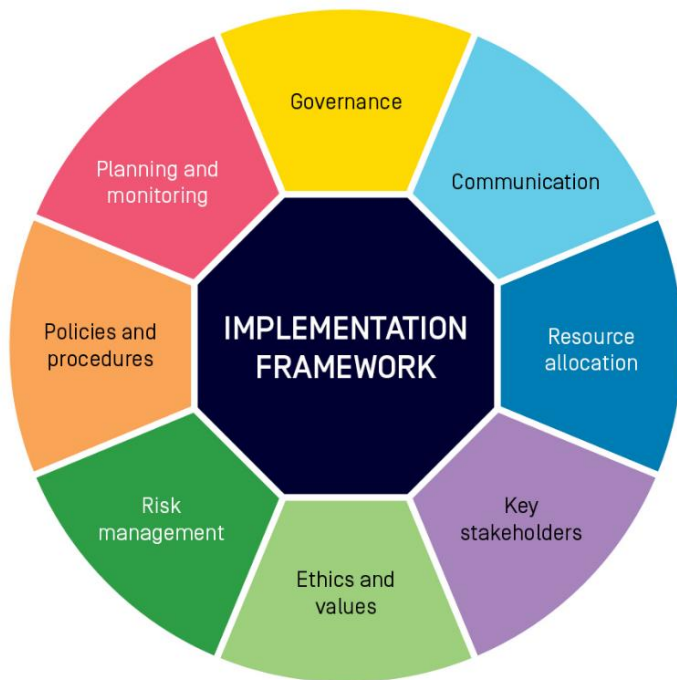 Governance
Communication
Resource
allocation
Key
stakeholders
Ethics and
values
Risk
management
Policies and
procedures
Planning and
monitoring
IMPLEMENTATION
FRAMEWORK